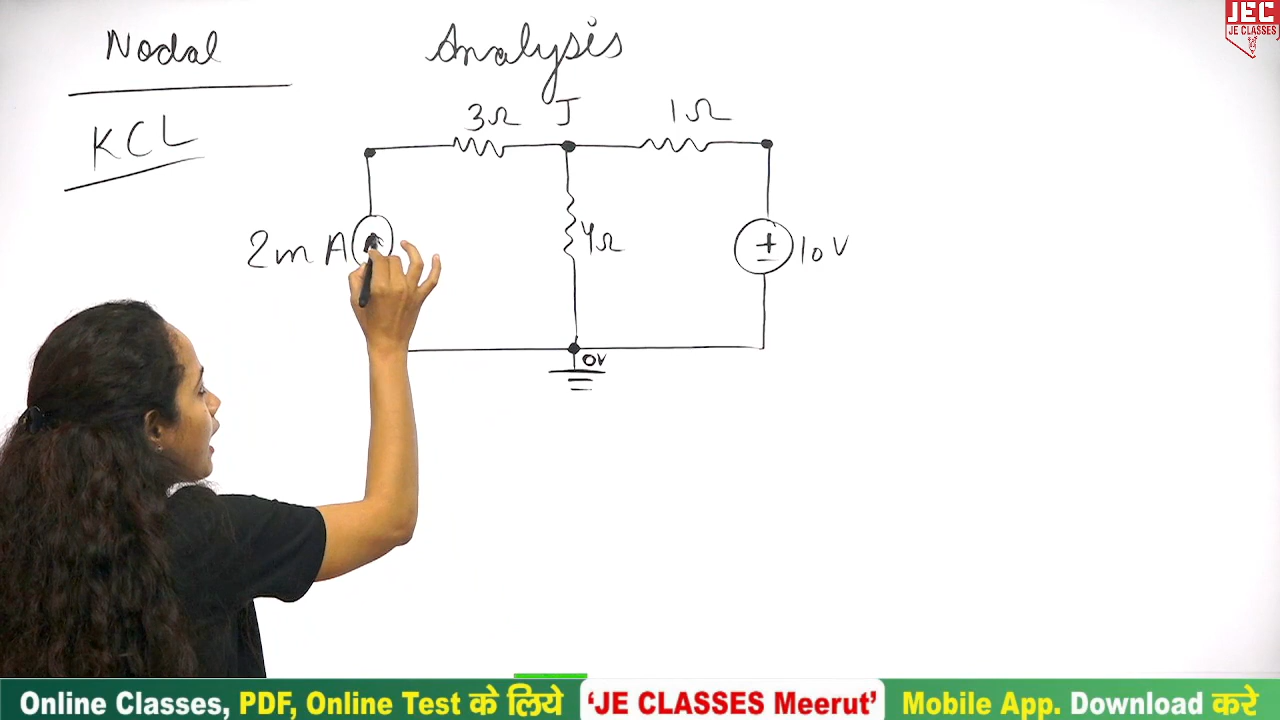 JEC
JE CLASSES
Nodal Analysis
KCL
3Ω J 1Ω
2mA 4Ω + - 10V
0V
Online Classes, PDF, Online Test के लिये 'JE CLASSES Meerut' Mobile App. Download करे